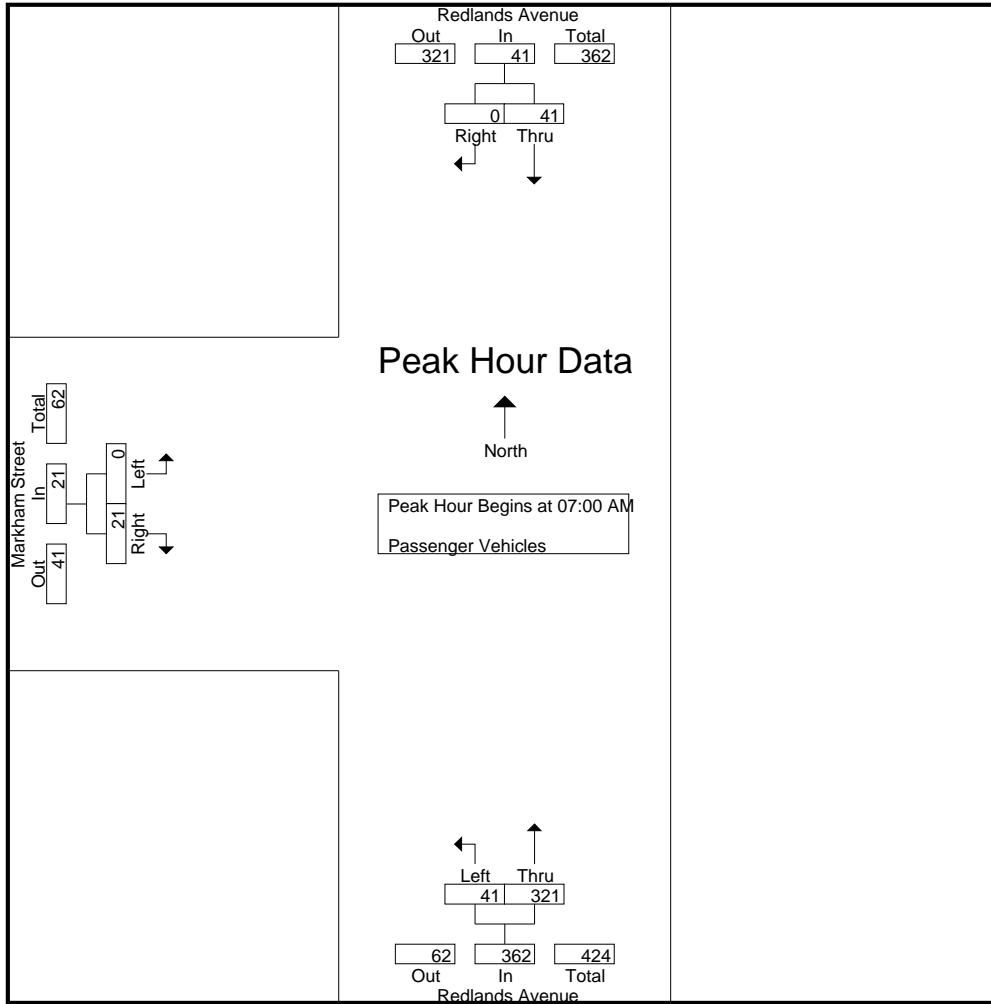 Redlands Avenue
Out In Total
321 41 362
0 41
Right Thru
Peak Hour Data
North
Peak Hour Begins at 07:00 AM
Passenger Vehicles
Markham Street
Out In Total
41 21 62
21 0
Right Left
Left Thru
41 321
62 362 424
Out In Total
Redlands Avenue